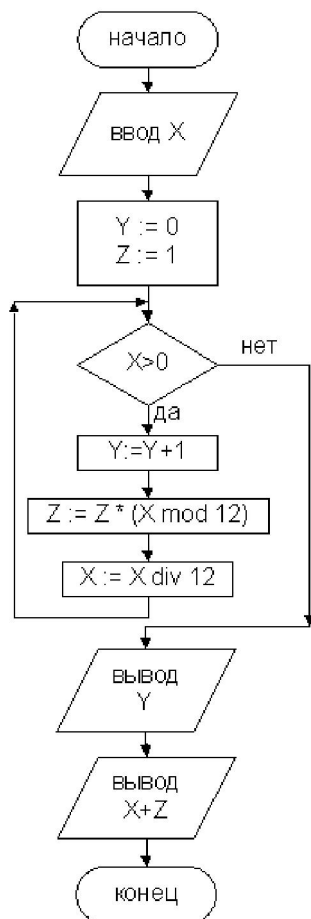 начало
ввод X
Y := 0
Z := 1
X>0
нет
да
Y:=Y+1
Z := Z * (X mod 12)
X := X div 12
вывод
Y
вывод
X+Z
конец